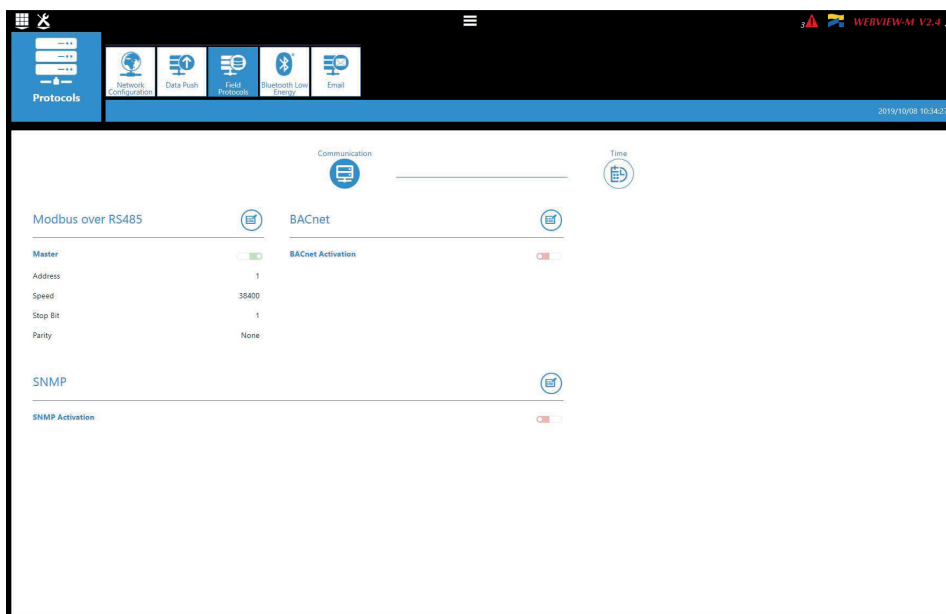 3
WEBVIEW-M V2.4
Protocols
Network Configuration
Data Push
Field Protocols
Bluetooth Low Energy
Email
2019/10/08 10:34:27
Communication
Time
Modbus over RS485
BACnet
Master
BACnet Activation
Address 1
Speed 38400
Stop Bit 1
Parity None
SNMP
SNMP Activation